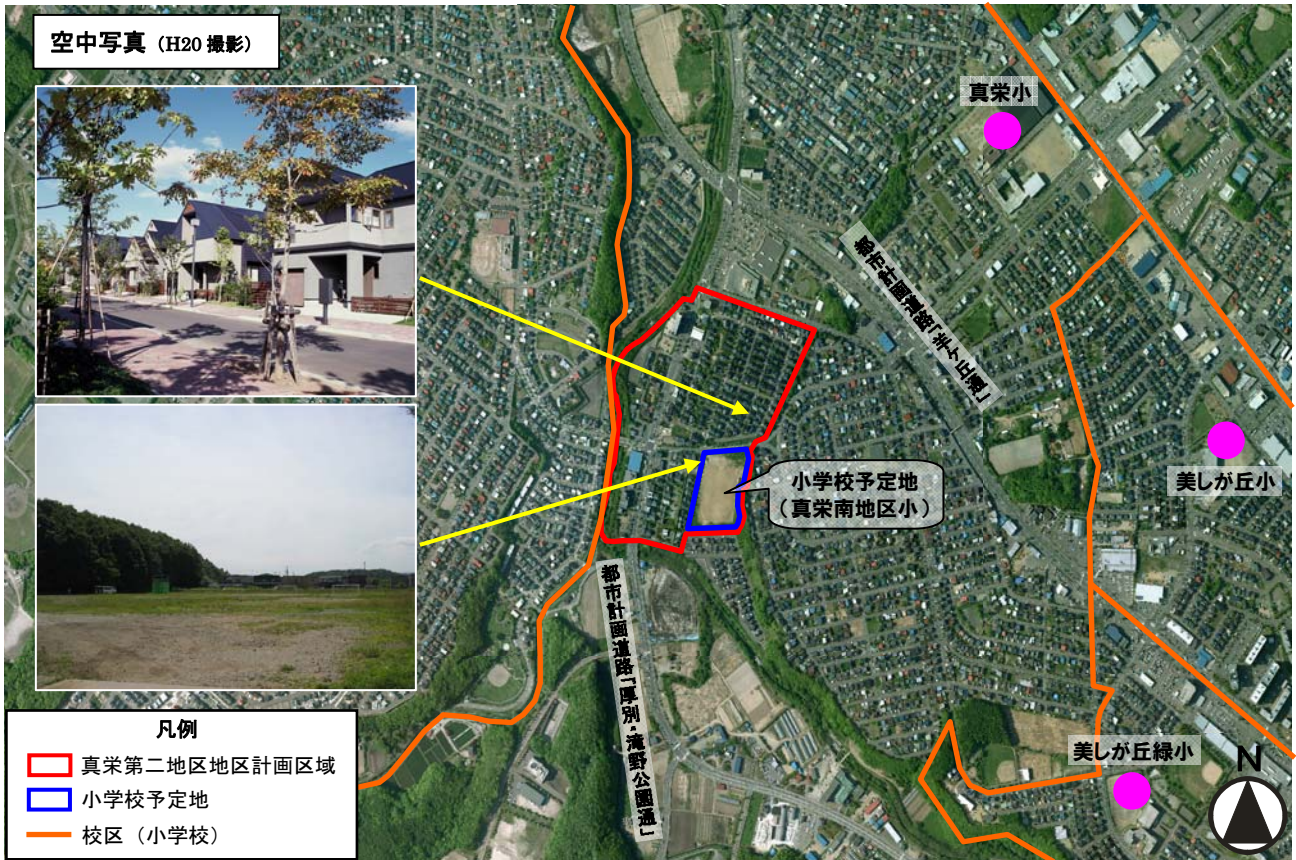 空中写真 (H20 撮影)
真栄小
都市計画道路「羊ケ丘通」
美しが丘小
小学校予定地
(真栄南地区小)
都市計画道路「厚別・滝野公園通」
美しが丘緑小
N
凡例
真栄第二地区地区計画区域
小学校予定地
校区 (小学校)